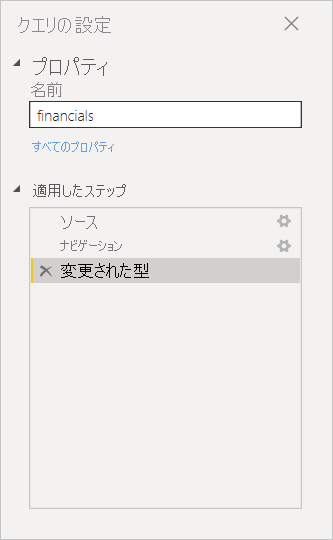 クエリの設定
プロパティ
名前
financials
すべてのプロパティ
適用したステップ
ソース
ナビゲーション
変更された型